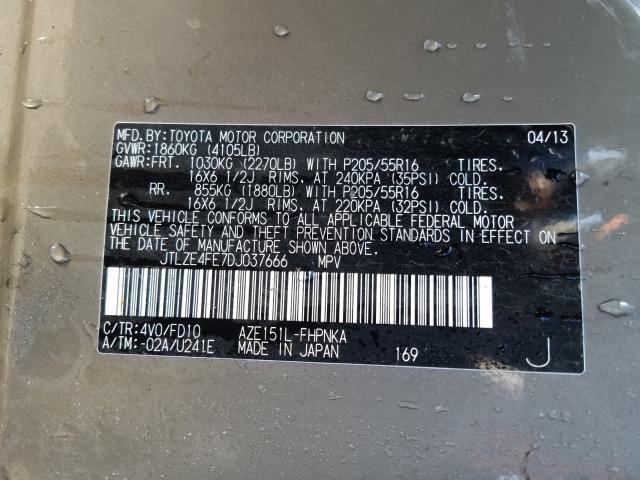 MFD.BY:TOYOTA MOTOR CORPORATION 04/13
GVWR:1860KG (4105LB)
GAWR:FRT. 1030KG (2270LB) WITH P205/55R16 TIRES.
16X6 1/2J RIMS. AT 240KPA (35PSI) COLD.
RR. 855KG (1880LB) WITH P205/55R16 TIRES.
16X6 1/2J RIMS. AT 220KPA (32PSI) COLD.
THIS VEHICLE CONFORMS TO ALL APPLICABLE FEDERAL MOTOR
VEHICLE SAFETY AND THEFT PREVENTION STANDARDS IN EFFECT ON
THE DATE OF MANUFACTURE SHOWN ABOVE.
JTLZE4FE7DJ037666 MPV
C/TR:4V0/FD10 AZE151L-FHPNKA
A/TM:-02A/U241E MADE IN JAPAN 169 J